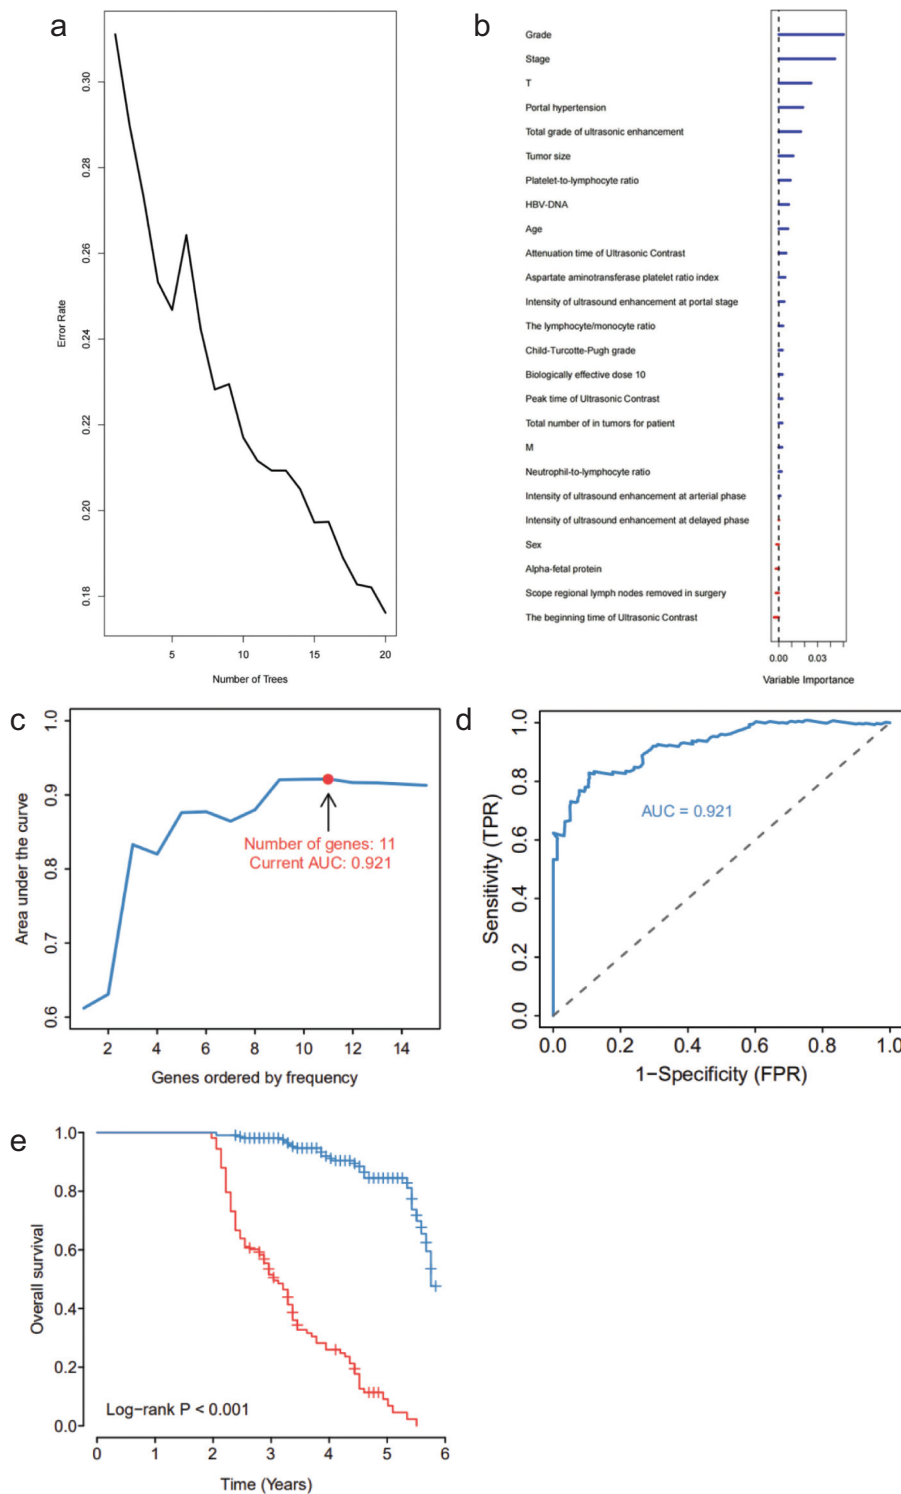 a
0.30
0.28
0.26
0.24
0.22
0.20
0.18
Error Rate
5
10
15
20
Number of Trees
b
Grade
Stage
T
Portal hypertension
Total grade of ultrasonic enhancement
Tumor size
Platelet-to-lymphocyte ratio
HBV-DNA
Age
Attenuation time of Ultrasonic Contrast
Aspartate aminotransferase platelet ratio index
Intensity of ultrasound enhancement at portal stage
The lymphocyte/monocyte ratio
Child-Turcotte-Pugh grade
Biologically effective dose 10
Peak time of Ultrasonic Contrast
Total number of in tumors for patient
M
Neutrophil-to-lymphocyte ratio
Intensity of ultrasound enhancement at arterial phase
Intensity of ultrasound enhancement at delayed phase
Sex
Alpha-fetal protein
Scope regional lymph nodes removed in surgery
The beginning time of Ultrasonic Contrast
0.00 0.03
Variable Importance
c
1.0
0.9
0.8
0.7
0.6
Area under the curve
Number of genes: 11
Current AUC: 0.921
2 4 6 8 10 12 14
Genes ordered by frequency
d
1.0
0.8
0.6
0.4
0.2
0.0
Sensitivity (TPR)
AUC = 0.921
0.0 0.2 0.4 0.6 0.8 1.0
1−Specificity (FPR)
e
1.0
0.8
0.6
0.4
0.2
0.0
Overall survival
Log−rank P < 0.001
0 1 2 3 4 5 6
Time (Years)